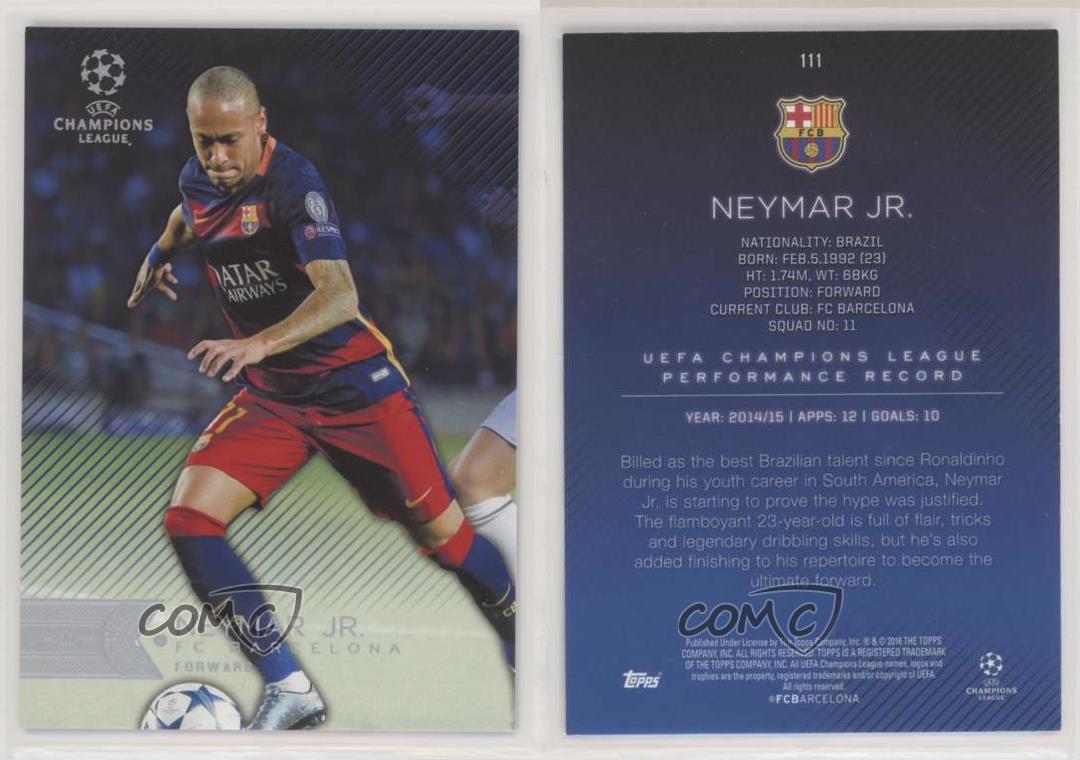 UEFA
CHAMPIONS
LEAGUE
RESPECT
QATAR
AIRWAYS
11
COMC
NEYMAR JR.
FC BARCELONA
FORWARD
111
FCB
NEYMAR JR.
NATIONALITY: BRAZIL
BORN: FEB.5.1992 (23)
HT: 1.74M, WT: 68KG
POSITION: FORWARD
CURRENT CLUB: FC BARCELONA
SQUAD NO: 11
UEFA CHAMPIONS LEAGUE
PERFORMANCE RECORD
YEAR: 2014/15 | APPS: 12 | GOALS: 10
Billed as the best Brazilian talent since Ronaldinho
during his youth career in South America, Neymar
Jr. is starting to prove the hype was justified.
The flamboyant 23-year-old is full of flair, tricks
and legendary dribbling skills, but he's also
added finishing to his repertoire to become the
ultimate forward.
COMC
Published Under License by The Topps Company, Inc. ® & © 2016 THE TOPPS
COMPANY, INC. ALL RIGHTS RESERVED. TOPPS IS A REGISTERED TRADEMARK
OF THE TOPPS COMPANY, INC. All UEFA Champions League names, logos and
trophies are the property, registered trademarks and/or copyright of UEFA.
All rights reserved.
©FCBARCELONA
Topps
CHAMPIONS
LEAGUE